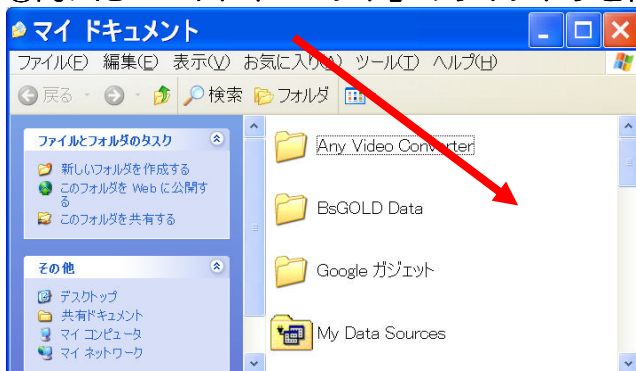 マイ ドキュメント
ファイル(F) 編集(E) 表示(V) お気に入り(A) ツール(T) ヘルプ(H)
戻る 検索 フォルダ
ファイルとフォルダのタスク
新しいフォルダを作成する
このフォルダを Web に公開す
る
このフォルダを共有する
その他
デスクトップ
共有ドキュメント
マイ コンピュータ
マイ ネットワーク
Any Video Converter
BsGOLD Data
Google ガジェット
My Data Sources